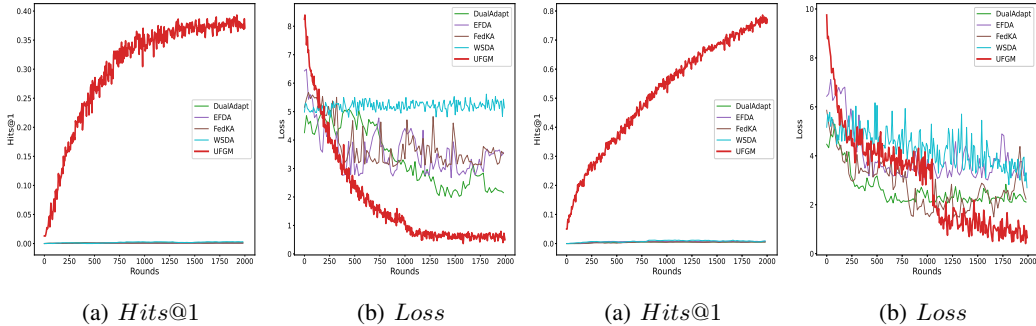 0.40
0.35
0.30
0.25
0.20
0.15
0.10
0.05
0.00
Hits@1
DualAdapt
EFDA
FedKA
WSDA
UFGM
0 250 500 750 1000 1250 1500 1750 2000
Rounds
(a) Hits@1
8
7
6
5
4
3
2
1
0
Loss
DualAdapt
EFDA
FedKA
WSDA
UFGM
0 250 500 750 1000 1250 1500 1750 2000
Rounds
(b) Loss
0.8
0.7
0.6
0.5
0.4
0.3
0.2
0.1
0.0
Hits@1
DualAdapt
EFDA
FedKA
WSDA
UFGM
0 250 500 750 1000 1250 1500 1750 2000
Rounds
(a) Hits@1
10
8
6
4
2
0
Loss
DualAdapt
EFDA
FedKA
WSDA
UFGM
0 250 500 750 1000 1250 1500 1750 2000
Rounds
(b) Loss